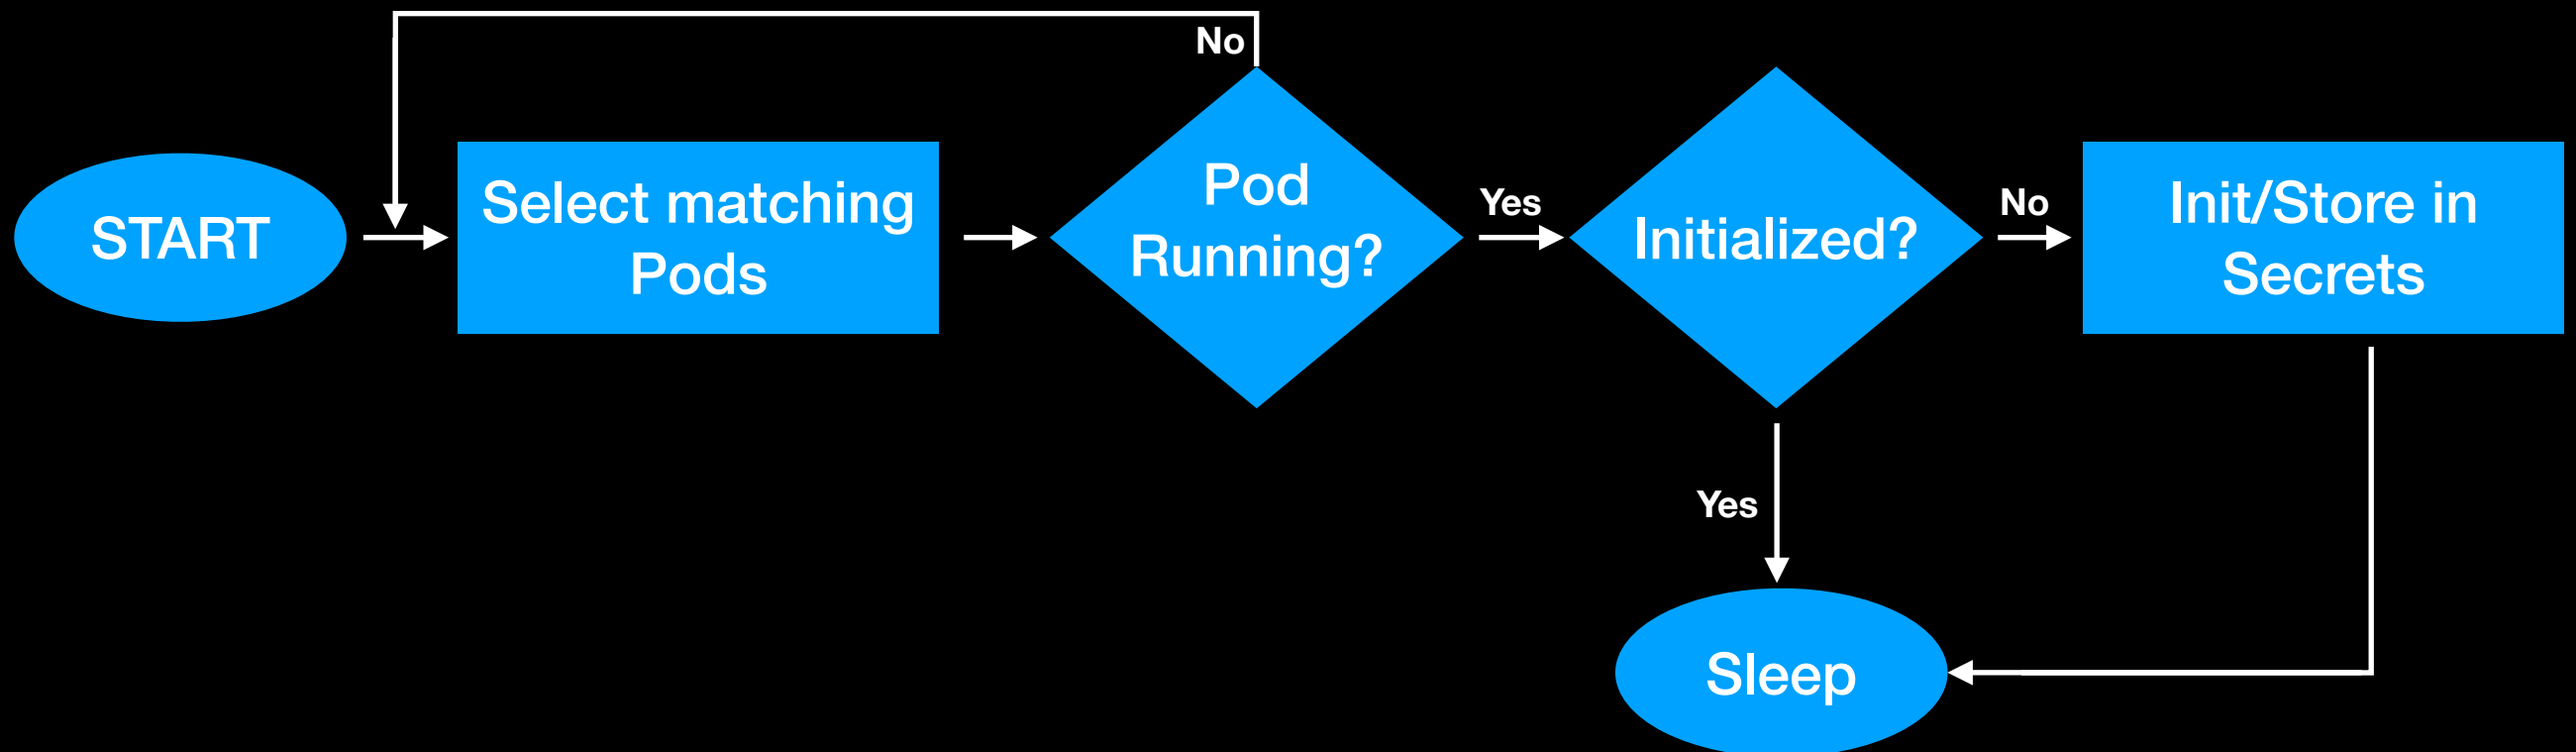 No
START
Select matching
Pods
Pod
Running?
Yes
Initialized?
No
Init/Store in
Secrets
Yes
Sleep